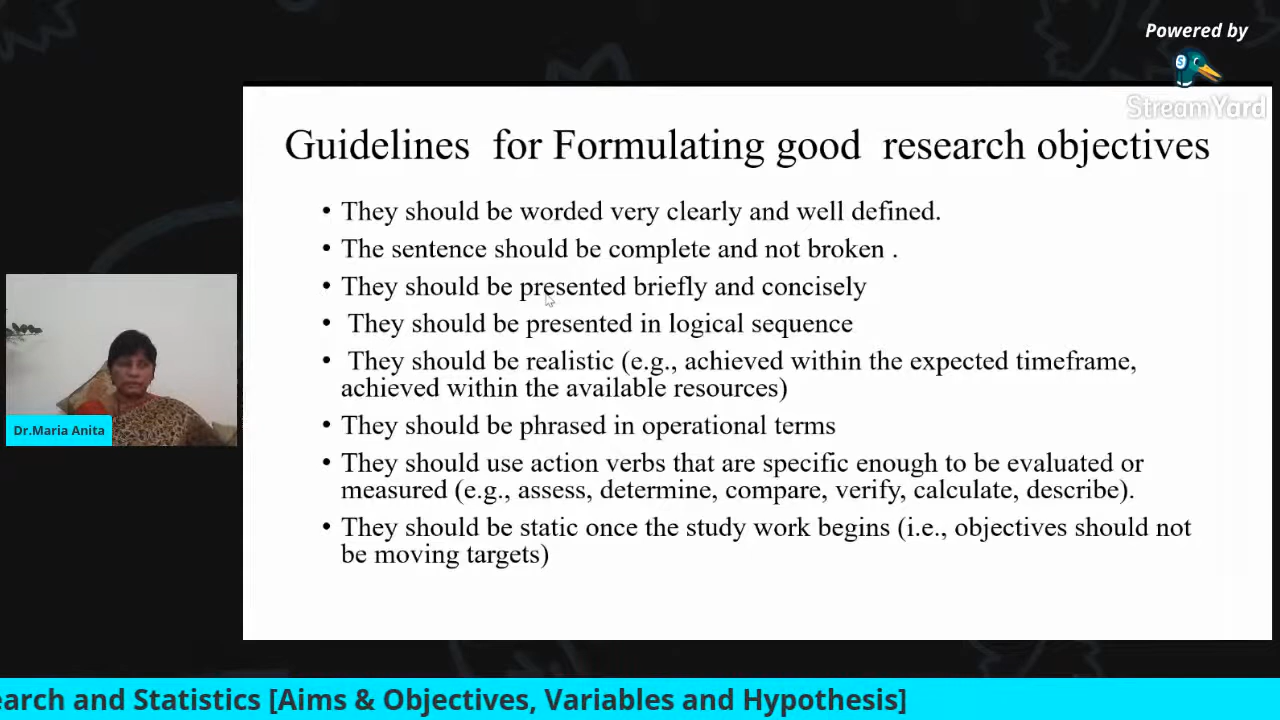 Powered by
StreamYard
Guidelines for Formulating good research objectives
• They should be worded very clearly and well defined.
• The sentence should be complete and not broken .
• They should be presented briefly and concisely
• They should be presented in logical sequence
• They should be realistic (e.g., achieved within the expected timeframe,
achieved within the available resources)
• They should be phrased in operational terms
• They should use action verbs that are specific enough to be evaluated or
measured (e.g., assess, determine, compare, verify, calculate, describe).
• They should be static once the study work begins (i.e., objectives should not
be moving targets)
Dr.Maria Anita
and Statistics [Aims & Objectives, Variables and Hypothesis]